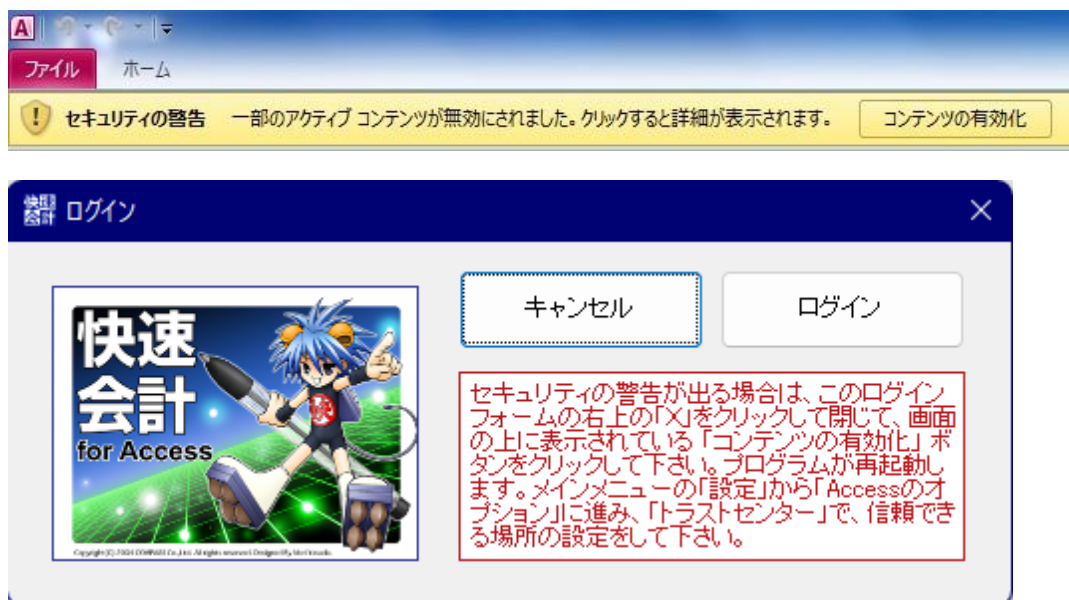 A
ファイル ホーム
セキュリティの警告 一部のアクティブ コンテンツが無効にされました。クリックすると詳細が表示されます。 コンテンツの有効化
快速会計 ログイン
キャンセル ログイン
快速
会計
for Access
快
セキュリティの警告が出る場合は、このログイン
フォームの右上の「X」をクリックして閉じて、画面
の上に表示されている「コンテンツの有効化」ボ
タンをクリックして下さい。プログラムが再起動し
ます。メインメニューの「設定」から「Accessのオ
プション」に進み、「トラストセンター」で、信頼でき
る場所の設定をして下さい。